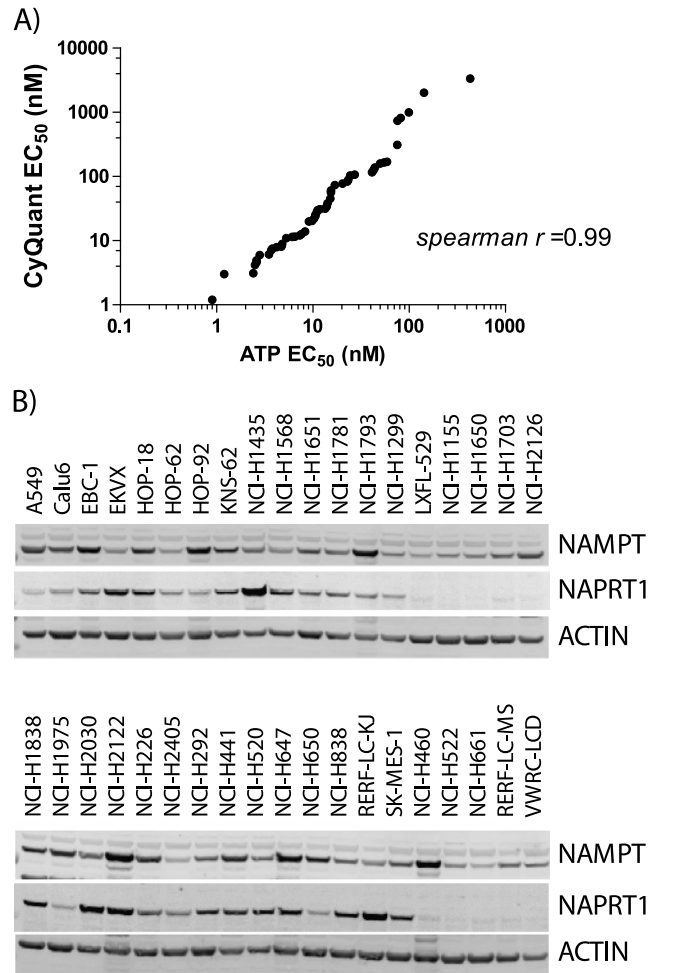 A)
CyQuant EC50 (nM)
10000
1000
100
10
1
0.1 1 10 100 1000
ATP EC50 (nM)
spearman r =0.99
B)
A549 Calu6 EBC-1 EKVX HOP-18 HOP-62 HOP-92 KNS-62 NCI-H1435 NCI-H1568 NCI-H1651 NCI-H1781 NCI-H1793 NCI-H1299 LXFL-529 NCI-H1155 NCI-H1650 NCI-H1703 NCI-H2126
NAMPT
NAPRT1
ACTIN
NCI-H1838 NCI-H1975 NCI-H2030 NCI-H2122 NCI-H226 NCI-H2405 NCI-H292 NCI-H441 NCI-H520 NCI-H647 NCI-H650 NCI-H838 RERF-LC-KJ SK-MES-1 NCI-H460 NCI-H522 NCI-H661 RERF-LC-MS VWRC-LCD
NAMPT
NAPRT1
ACTIN